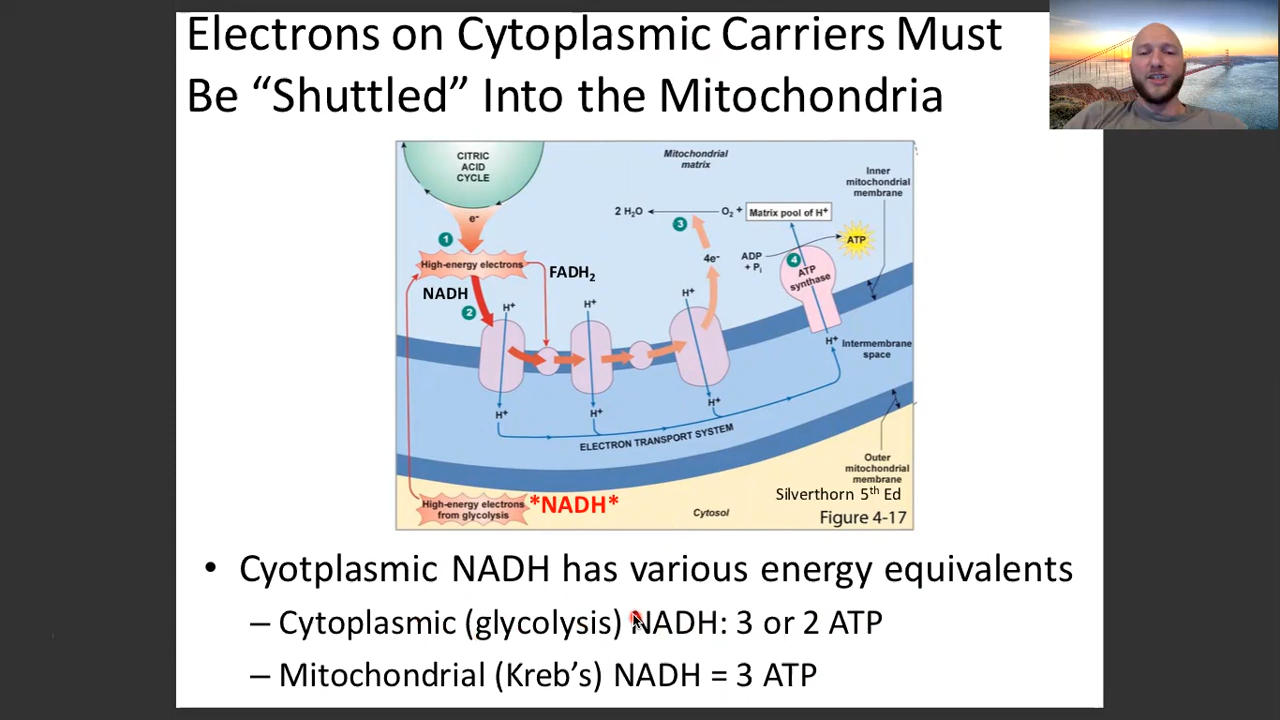 Electrons on Cytoplasmic Carriers Must
Be “Shuttled” Into the Mitochondria
CITRIC
ACID
CYCLE
e-
1
High-energy electrons
FADH2
NADH
2
H+
H+
H+
Mitochondrial
matrix
2 H2O
O2 +
Matrix pool of H+
3
4e-
ADP
+ Pi
ATP
4
ATP
synthase
Inner
mitochondrial
membrane
H+
Intermembrane
space
H+
H+
H+
ELECTRON TRANSPORT SYSTEM
Outer
mitochondrial
membrane
High-energy electrons
from glycolysis
*NADH*
Cytosol
Silverthorn 5th Ed
Figure 4-17
• Cyotplasmic NADH has various energy equivalents
– Cytoplasmic (glycolysis) NADH: 3 or 2 ATP
– Mitochondrial (Kreb’s) NADH = 3 ATP